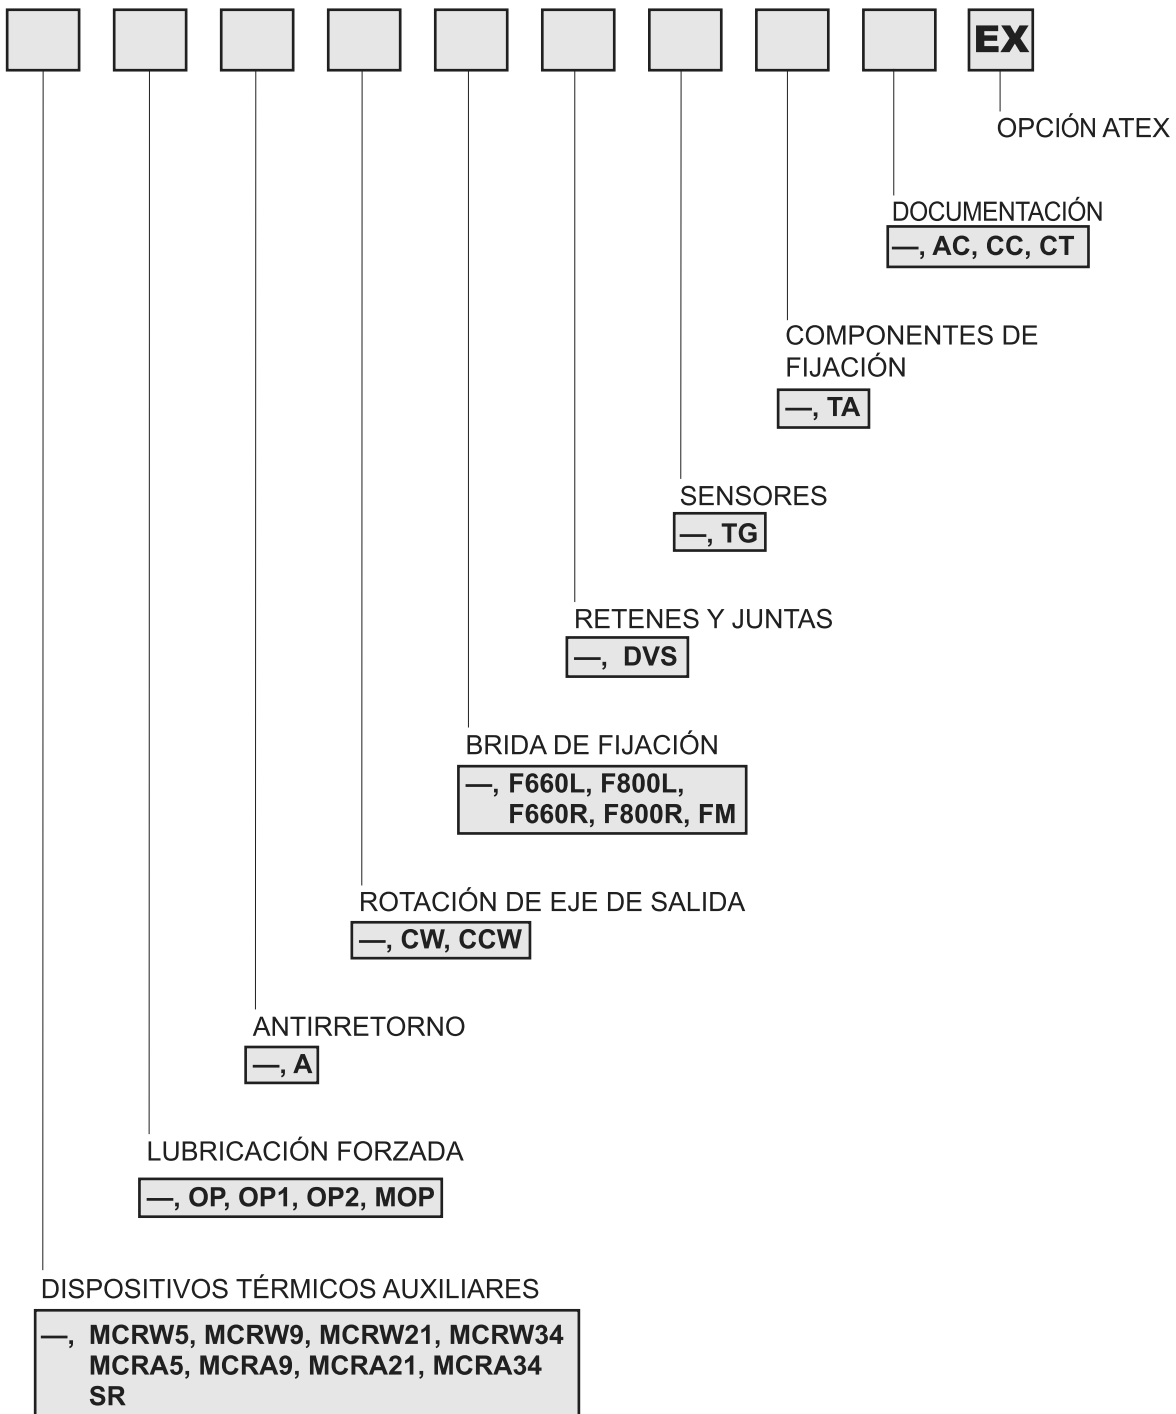 EX
OPCIÓN ATEX
DOCUMENTACIÓN
—, AC, CC, CT
COMPONENTES DE
FIJACIÓN
—, TA
SENSORES
—, TG
RETENES Y JUNTAS
—, DVS
BRIDA DE FIJACIÓN
—, F660L, F800L,
F660R, F800R, FM
ROTACIÓN DE EJE DE SALIDA
—, CW, CCW
ANTIRRETORNO
—, A
LUBRICACIÓN FORZADA
—, OP, OP1, OP2, MOP
DISPOSITIVOS TÉRMICOS AUXILIARES
—, MCRW5, MCRW9, MCRW21, MCRW34
MCRA5, MCRA9, MCRA21, MCRA34
SR